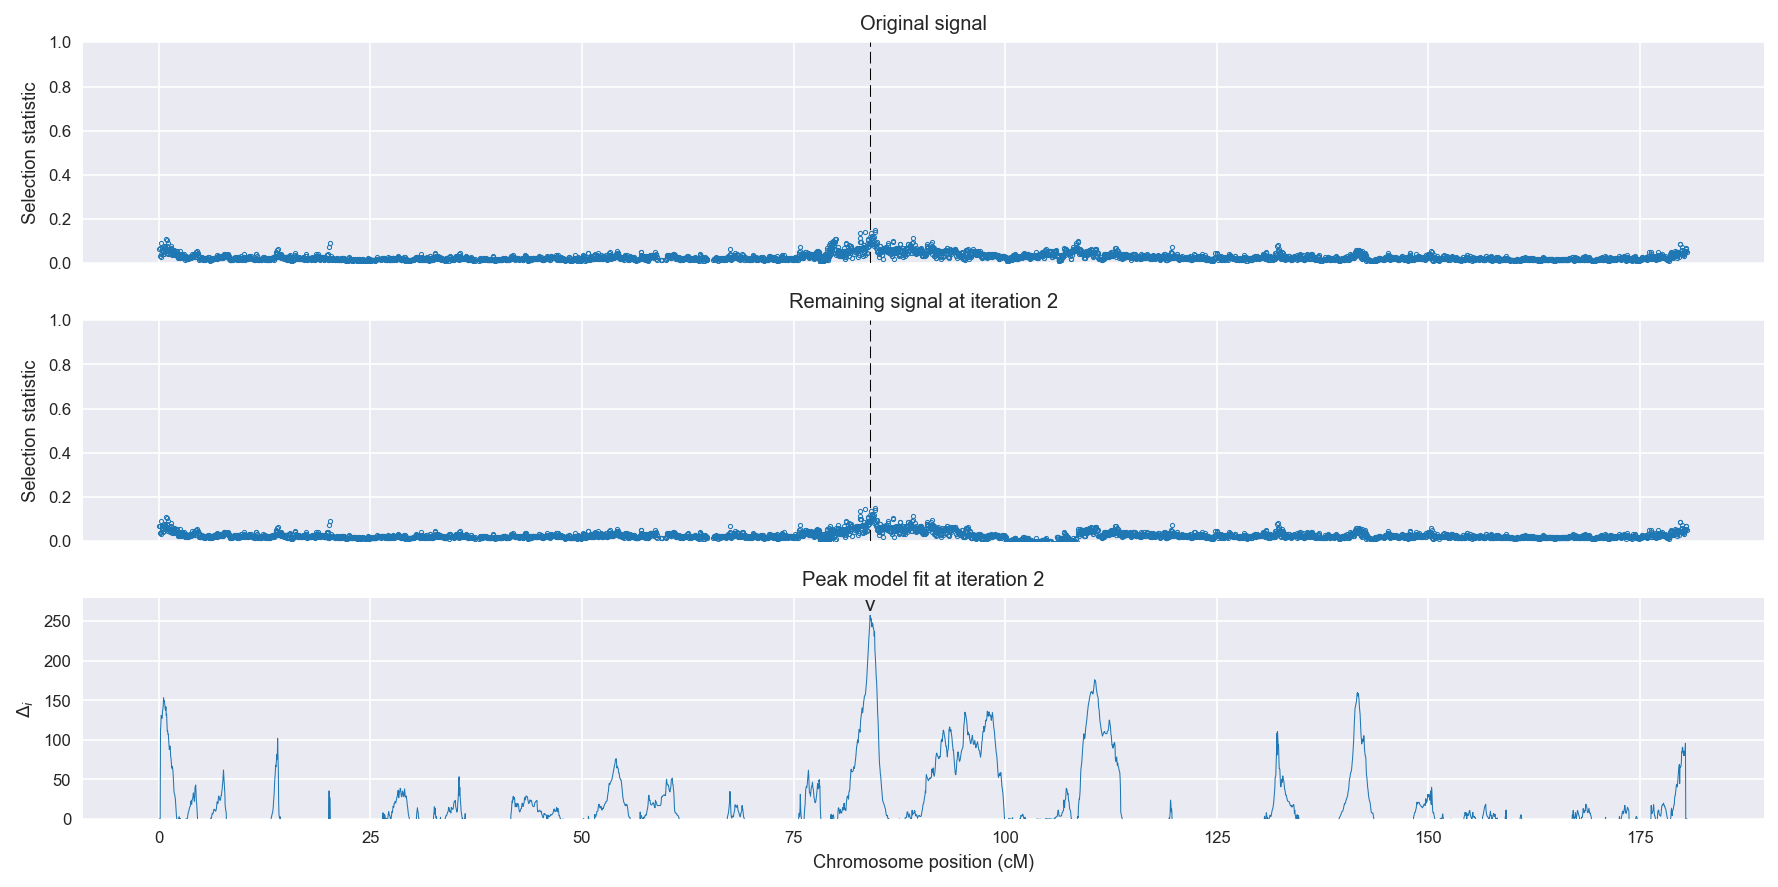 Original signal
1.0
0.8
0.6
0.4
0.2
0.0
Selection statistic
Remaining signal at iteration 2
1.0
0.8
0.6
0.4
0.2
0.0
Selection statistic
Peak model fit at iteration 2
v
250
200
150
100
50
0
Δi
0 25 50 75 100 125 150 175
Chromosome position (cM)